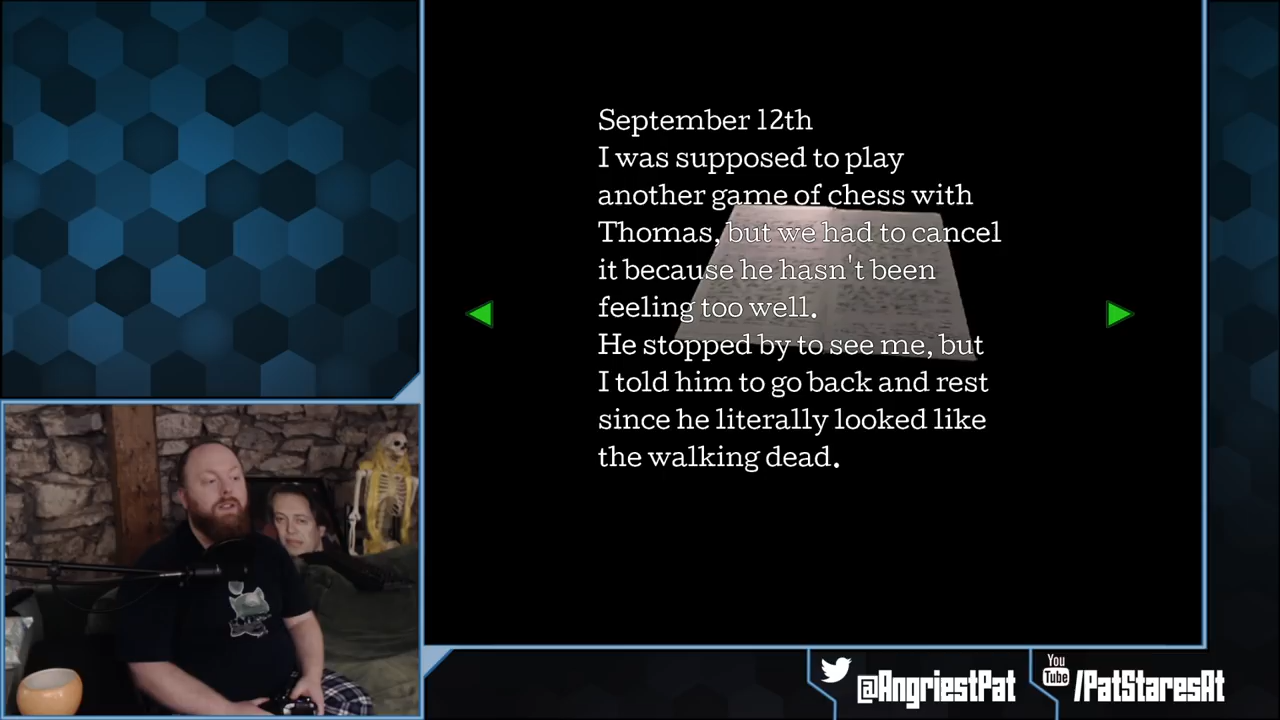 September 12th
I was supposed to play
another game of chess with
Thomas, but we had to cancel
it because he hasn't been
feeling too well.
He stopped by to see me, but
I told him to go back and rest
since he literally looked like
the walking dead.
@AngriestPat
You
Tube
/PatStaresAt